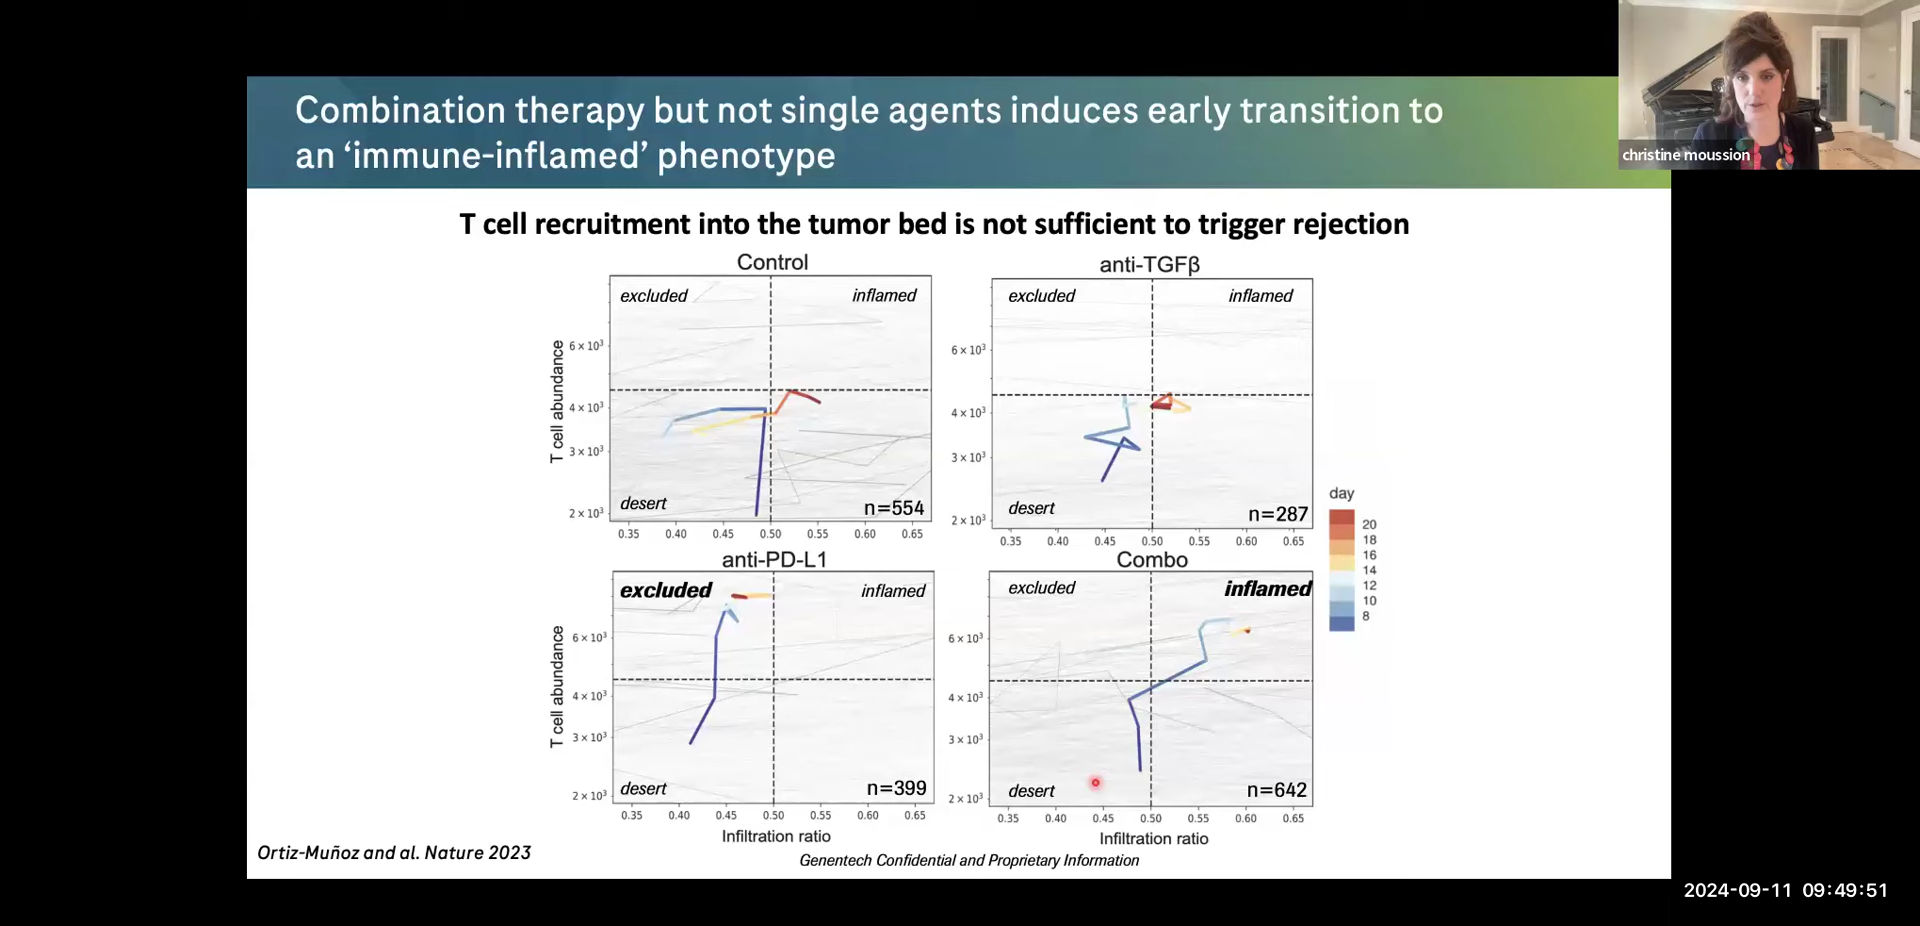 Combination therapy but not single agents induces early transition to
an ‘immune-inflamed’ phenotype
christine moussion
T cell recruitment into the tumor bed is not sufficient to trigger rejection
Control
excluded
inflamed
desert
n=554
T cell abundance
6 × 10³
4 × 10³
3 × 10³
2 × 10³
0.35 0.40 0.45 0.50 0.55 0.60 0.65
anti-TGFβ
excluded
inflamed
desert
n=287
6 × 10³
4 × 10³
3 × 10³
2 × 10³
0.35 0.40 0.45 0.50 0.55 0.60 0.65
day
20
18
16
14
12
10
8
anti-PD-L1
excluded
inflamed
desert
n=399
T cell abundance
6 × 10³
4 × 10³
3 × 10³
2 × 10³
0.35 0.40 0.45 0.50 0.55 0.60 0.65
Infiltration ratio
Combo
excluded
inflamed
desert
n=642
6 × 10³
4 × 10³
3 × 10³
2 × 10³
0.35 0.40 0.45 0.50 0.55 0.60 0.65
Infiltration ratio
Ortiz-Muñoz and al. Nature 2023
Genentech Confidential and Proprietary Information
2024-09-11 09:49:51